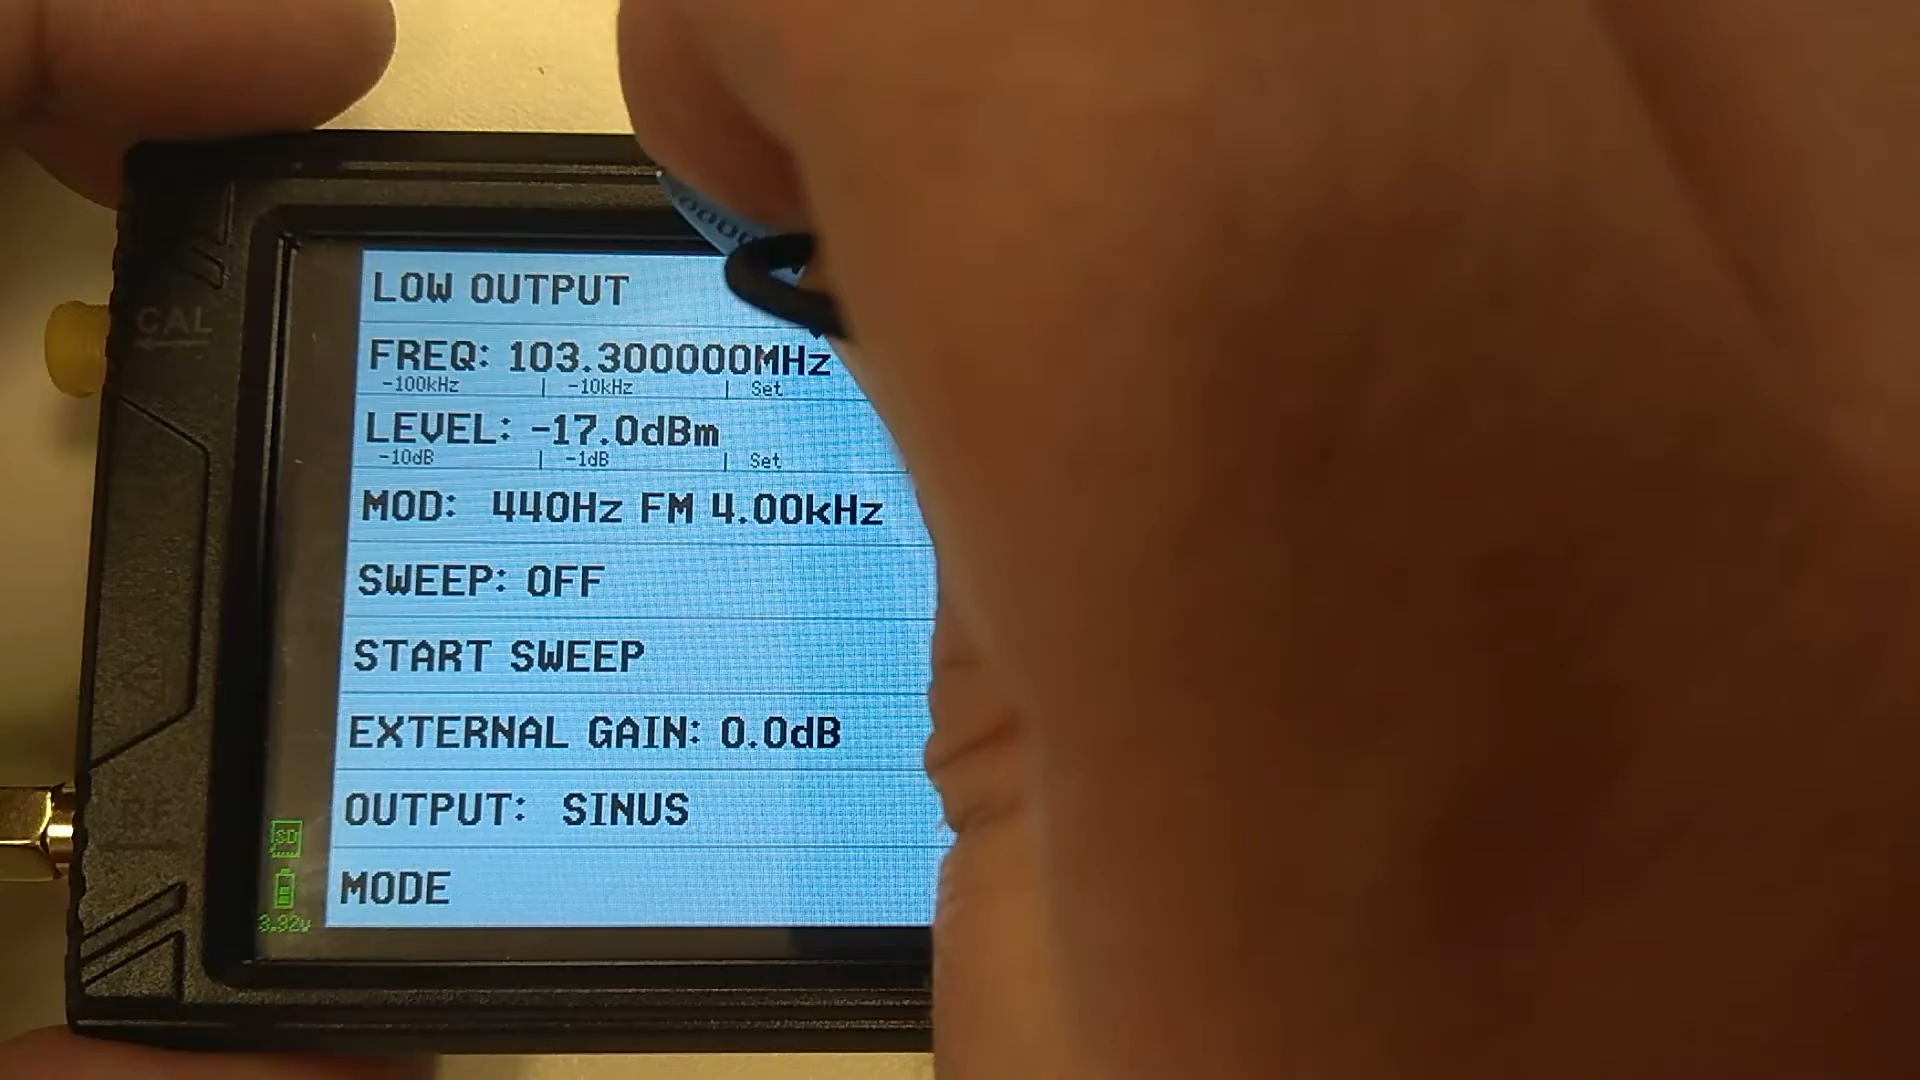 CAL
LOW OUTPUT
FREQ: 103.300000MHz
-100kHz | -10kHz | Set
LEVEL: -17.0dBm
-10dB | -1dB | Set
MOD: 440Hz FM 4.00kHz
SWEEP: OFF
START SWEEP
EXTERNAL GAIN: 0.0dB
OUTPUT: SINUS
MODE
SD
3.92v